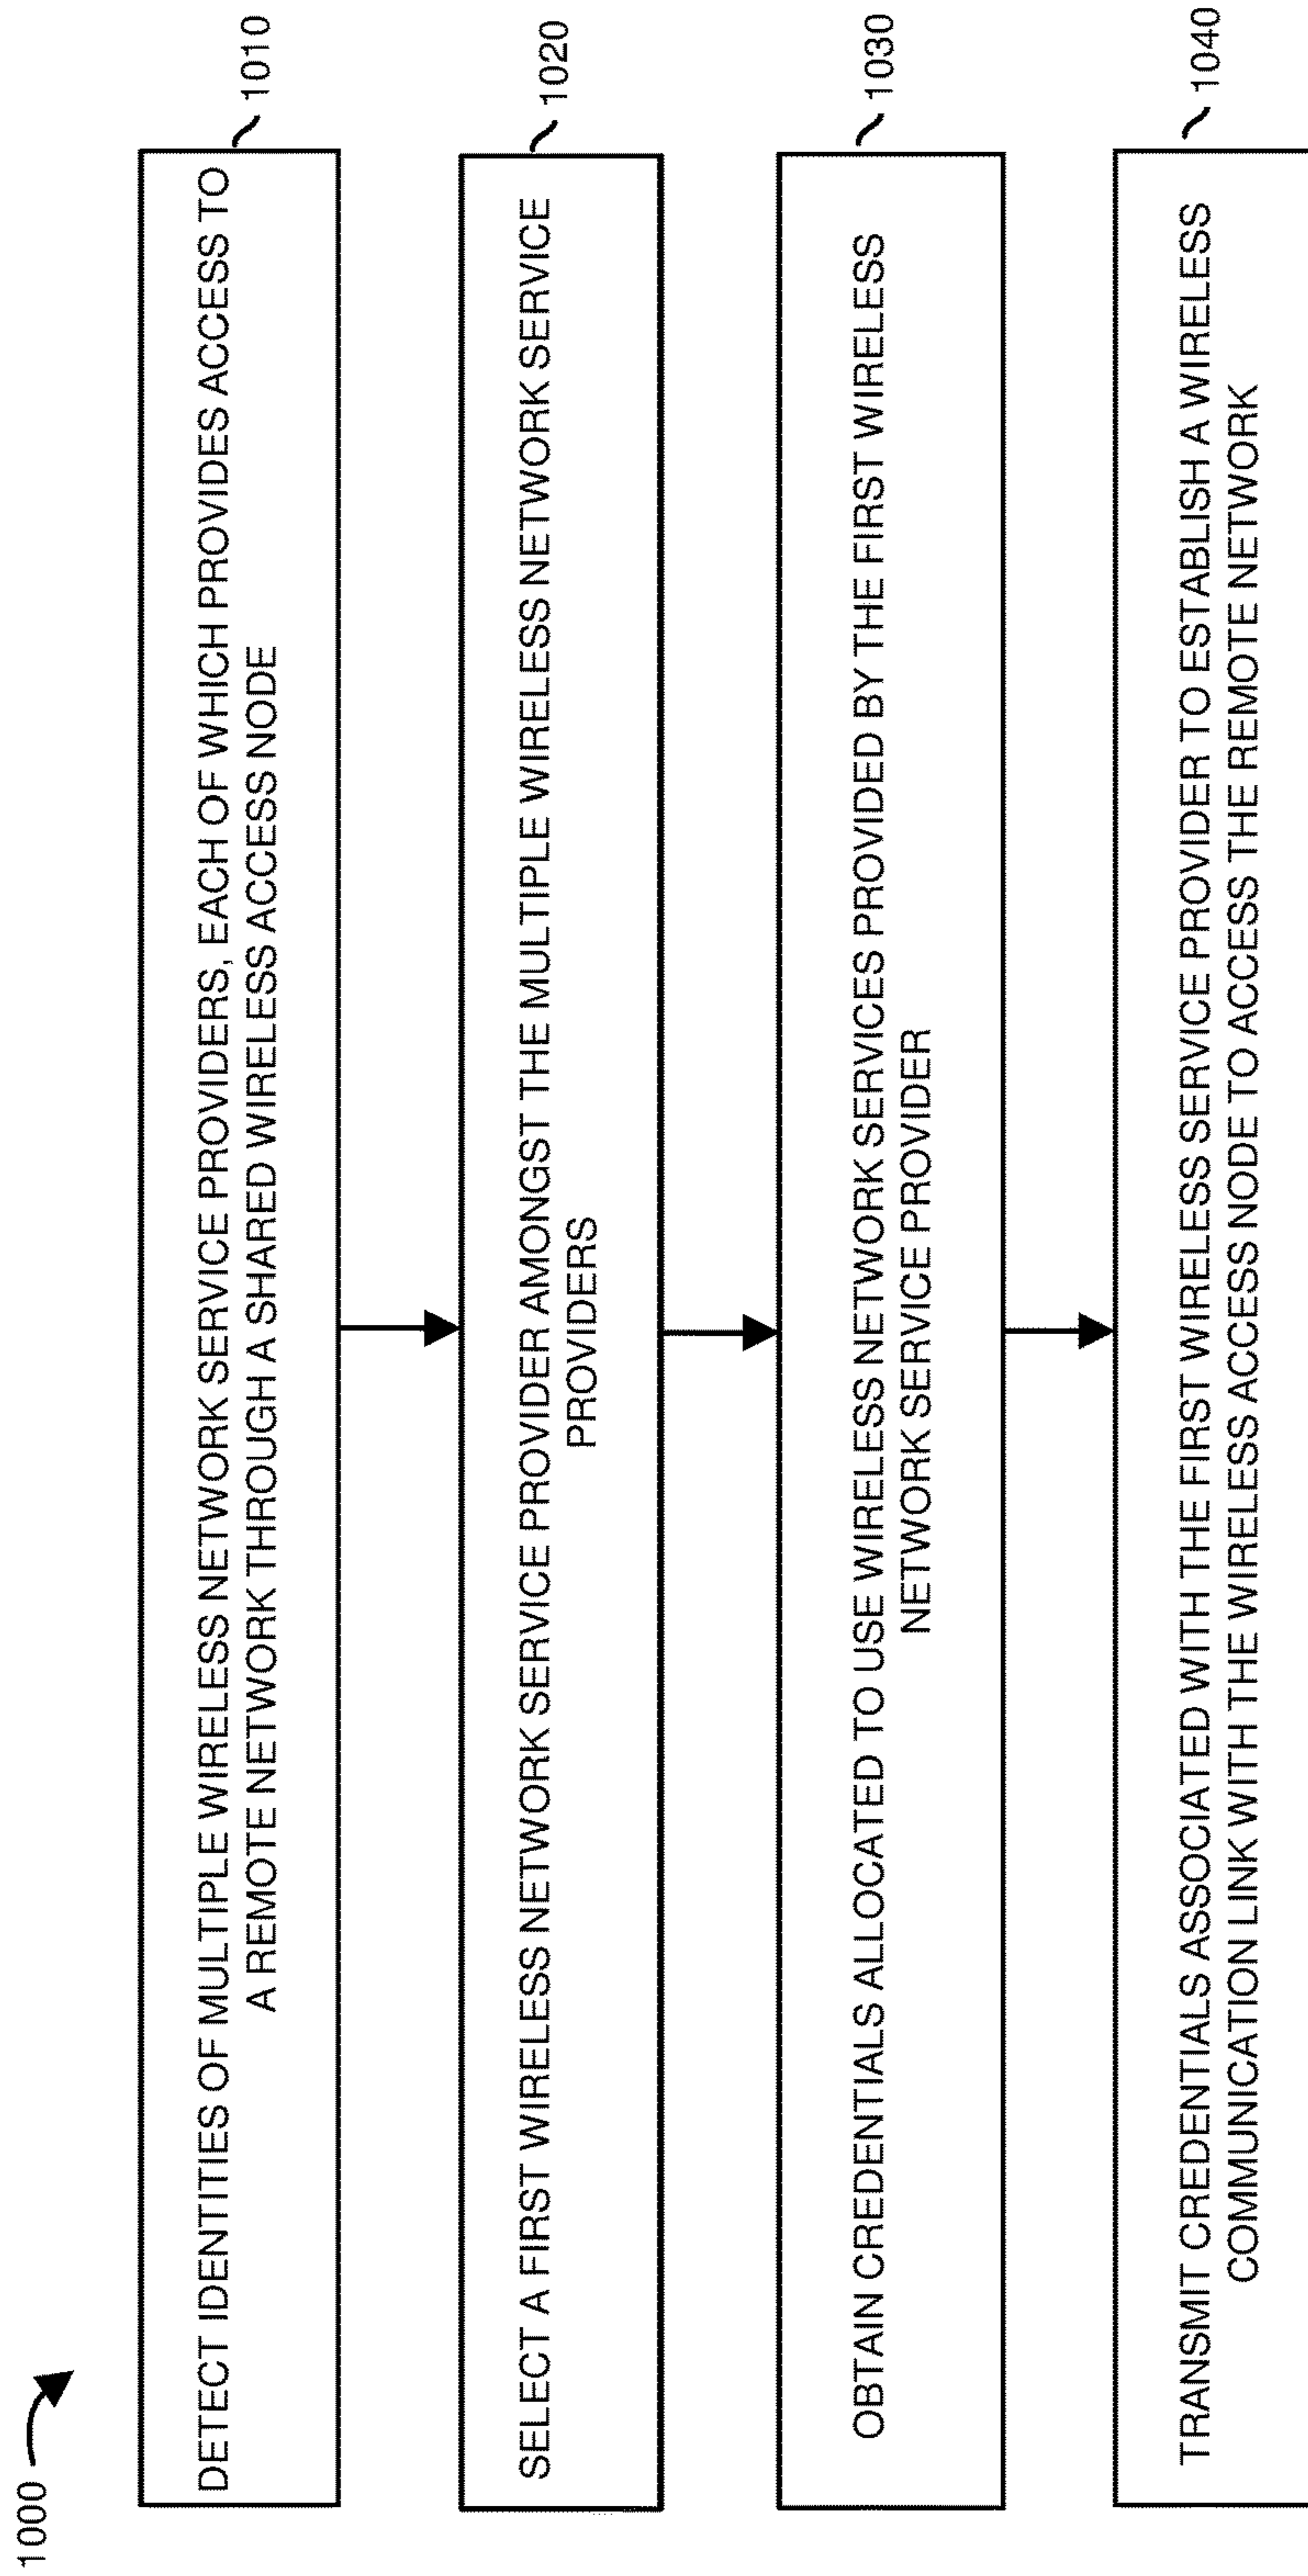 1000
DETECT IDENTITIES OF MULTIPLE WIRELESS NETWORK SERVICE PROVIDERS, EACH OF WHICH PROVIDES ACCESS TO
A REMOTE NETWORK THROUGH A SHARED WIRELESS ACCESS NODE
1010
SELECT A FIRST WIRELESS NETWORK SERVICE PROVIDER AMONGST THE MULTIPLE WIRELESS NETWORK SERVICE
PROVIDERS
1020
OBTAIN CREDENTIALS ALLOCATED TO USE WIRELESS NETWORK SERVICES PROVIDED BY THE FIRST WIRELESS
NETWORK SERVICE PROVIDER
1030
TRANSMIT CREDENTIALS ASSOCIATED WITH THE FIRST WIRELESS SERVICE PROVIDER TO ESTABLISH A WIRELESS
COMMUNICATION LINK WITH THE WIRELESS ACCESS NODE TO ACCESS THE REMOTE NETWORK
1040